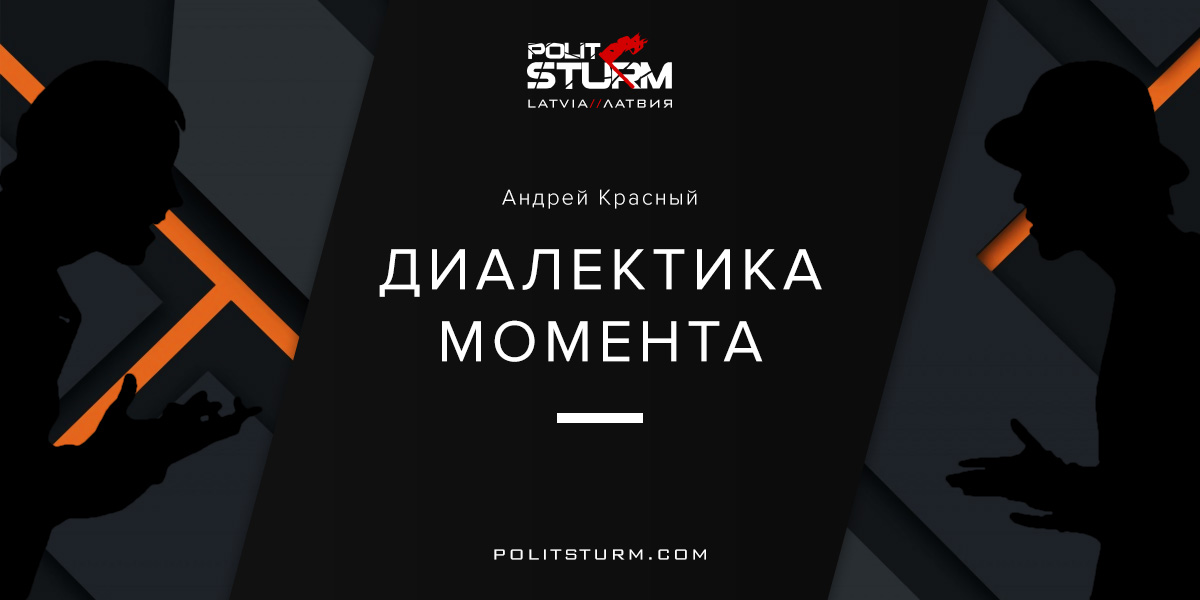 POLIT
STURM
LATVIA//ЛАТВИЯ
Андрей Красный
ДИАЛЕКТИКА
МОМЕНТА
POLITSTURM.COM